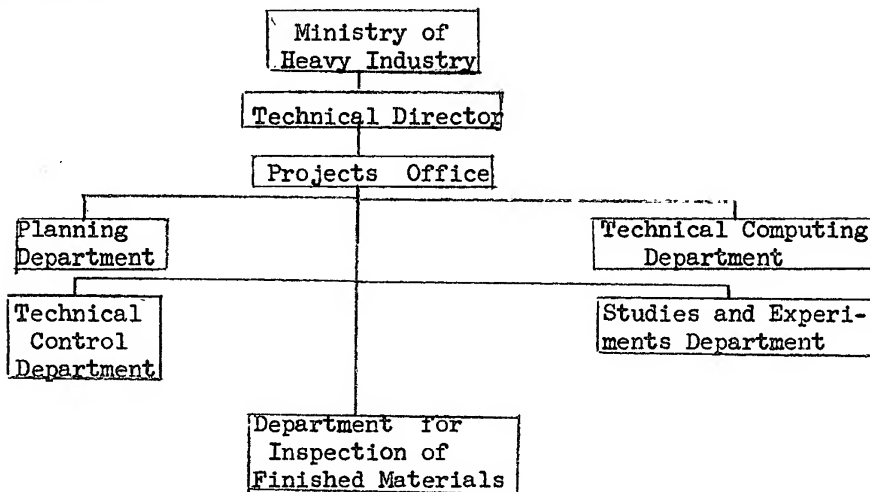 Ministry of
Heavy Industry
Technical Director
Projects Office
Planning
Department
Technical Computing
Department
Technical
Control
Department
Studies and Experi-
ments Department
Department for
Inspection of
Finished Materials